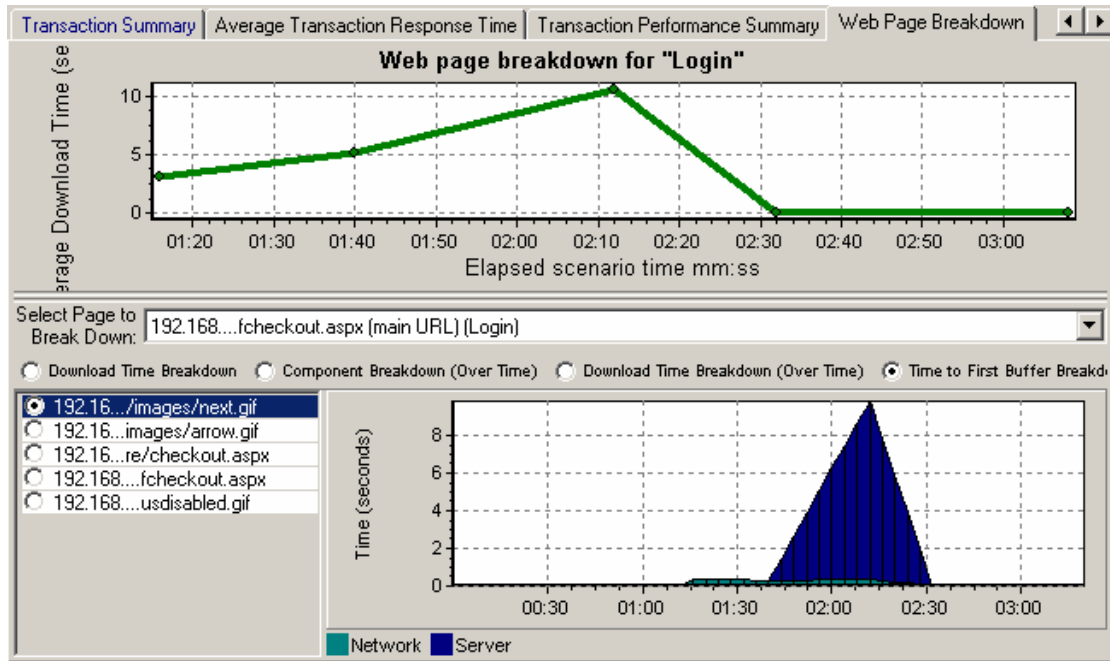 Transaction Summary Average Transaction Response Time Transaction Performance Summary Web Page Breakdown
Web page breakdown for "Login"
erage Download Time (se
10
5
0
01:20 01:30 01:40 01:50 02:00 02:10 02:20 02:30 02:40 02:50 03:00
Elapsed scenario time mm:ss
Select Page to
Break Down:
192.168....fcheckout.aspx (main URL) (Login)
Download Time Breakdown Component Breakdown (Over Time) Download Time Breakdown (Over Time) Time to First Buffer Breakd
192.16.../images/next.gif
192.16...images/arrow.gif
192.16...re/checkout.aspx
192.168....fcheckout.aspx
192.168....usdisabled.gif
Time (seconds)
8
6
4
2
0
00:30 01:00 01:30 02:00 02:30 03:00
Network Server